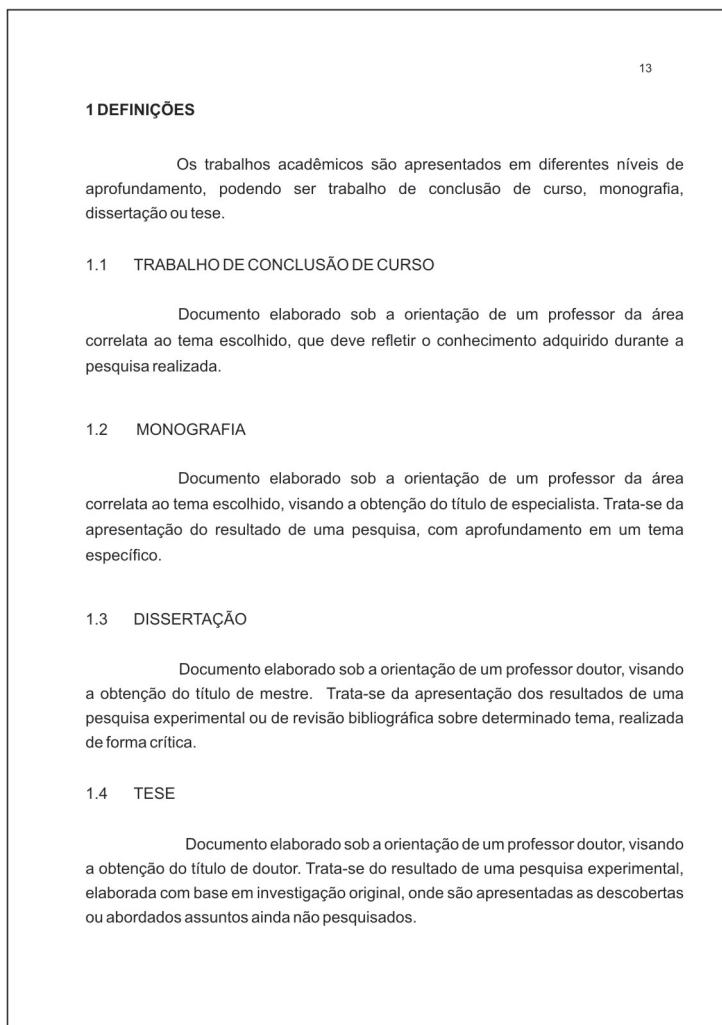 13
1 DEFINIÇÕES
Os trabalhos acadêmicos são apresentados em diferentes níveis de
aprofundamento, podendo ser trabalho de conclusão de curso, monografia,
dissertação ou tese.
1.1 TRABALHO DE CONCLUSÃO DE CURSO
Documento elaborado sob a orientação de um professor da área
correlata ao tema escolhido, que deve refletir o conhecimento adquirido durante a
pesquisa realizada.
1.2 MONOGRAFIA
Documento elaborado sob a orientação de um professor da área
correlata ao tema escolhido, visando a obtenção do título de especialista. Trata-se da
apresentação do resultado de uma pesquisa, com aprofundamento em um tema
específico.
1.3 DISSERTAÇÃO
Documento elaborado sob a orientação de um professor doutor, visando
a obtenção do título de mestre. Trata-se da apresentação dos resultados de uma
pesquisa experimental ou de revisão bibliográfica sobre determinado tema, realizada
de forma crítica.
1.4 TESE
Documento elaborado sob a orientação de um professor doutor, visando
a obtenção do título de doutor. Trata-se do resultado de uma pesquisa experimental,
elaborada com base em investigação original, onde são apresentadas as descobertas
ou abordados assuntos ainda não pesquisados.